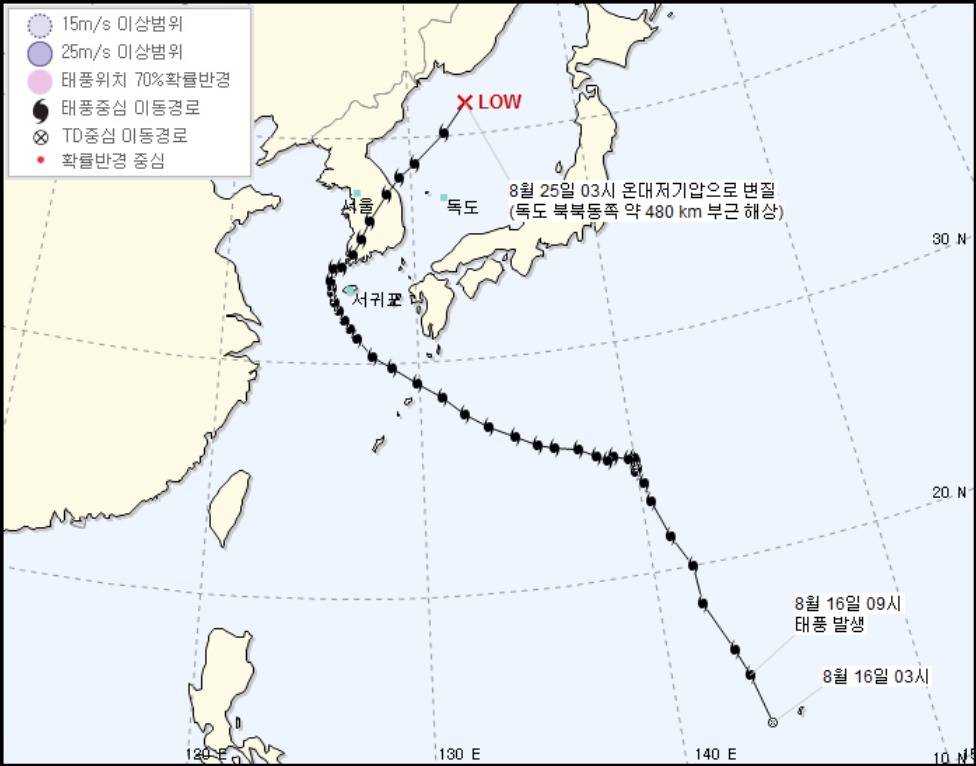 15m/s 이상범위
25m/s 이상범위
태풍위치 70%확률반경
태풍중심 이동경로
TD중심 이동경로
확률반경 중심
LOW
8월 25일 03시 온대저기압으로 변질
(독도 북북동쪽 약 480 km 부근 해상)
서울
독도
30 N
서귀포
20 N
8월 16일 09시
태풍 발생
8월 16일 03시
120 E
130 E
140 E
10 N